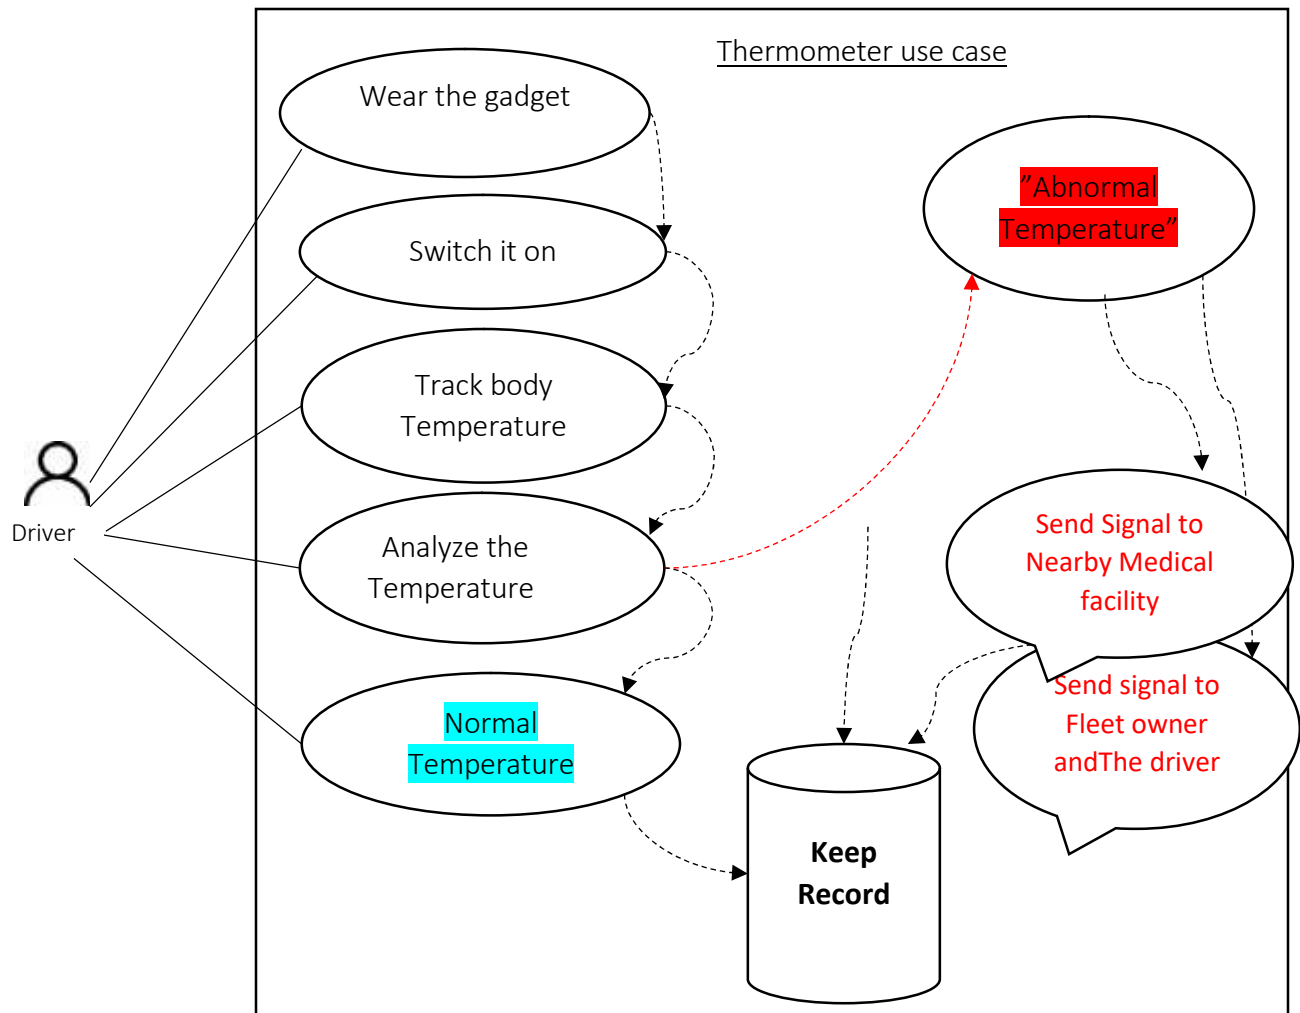 Thermometer use case
Wear the gadget
”Abnormal
Temperature”
Switch it on
Track body
Temperature
Driver
Analyze the
Temperature
Send Signal to
Nearby Medical
facility
Normal
Temperature
Send signal to
Fleet owner
andThe driver
Keep
Record